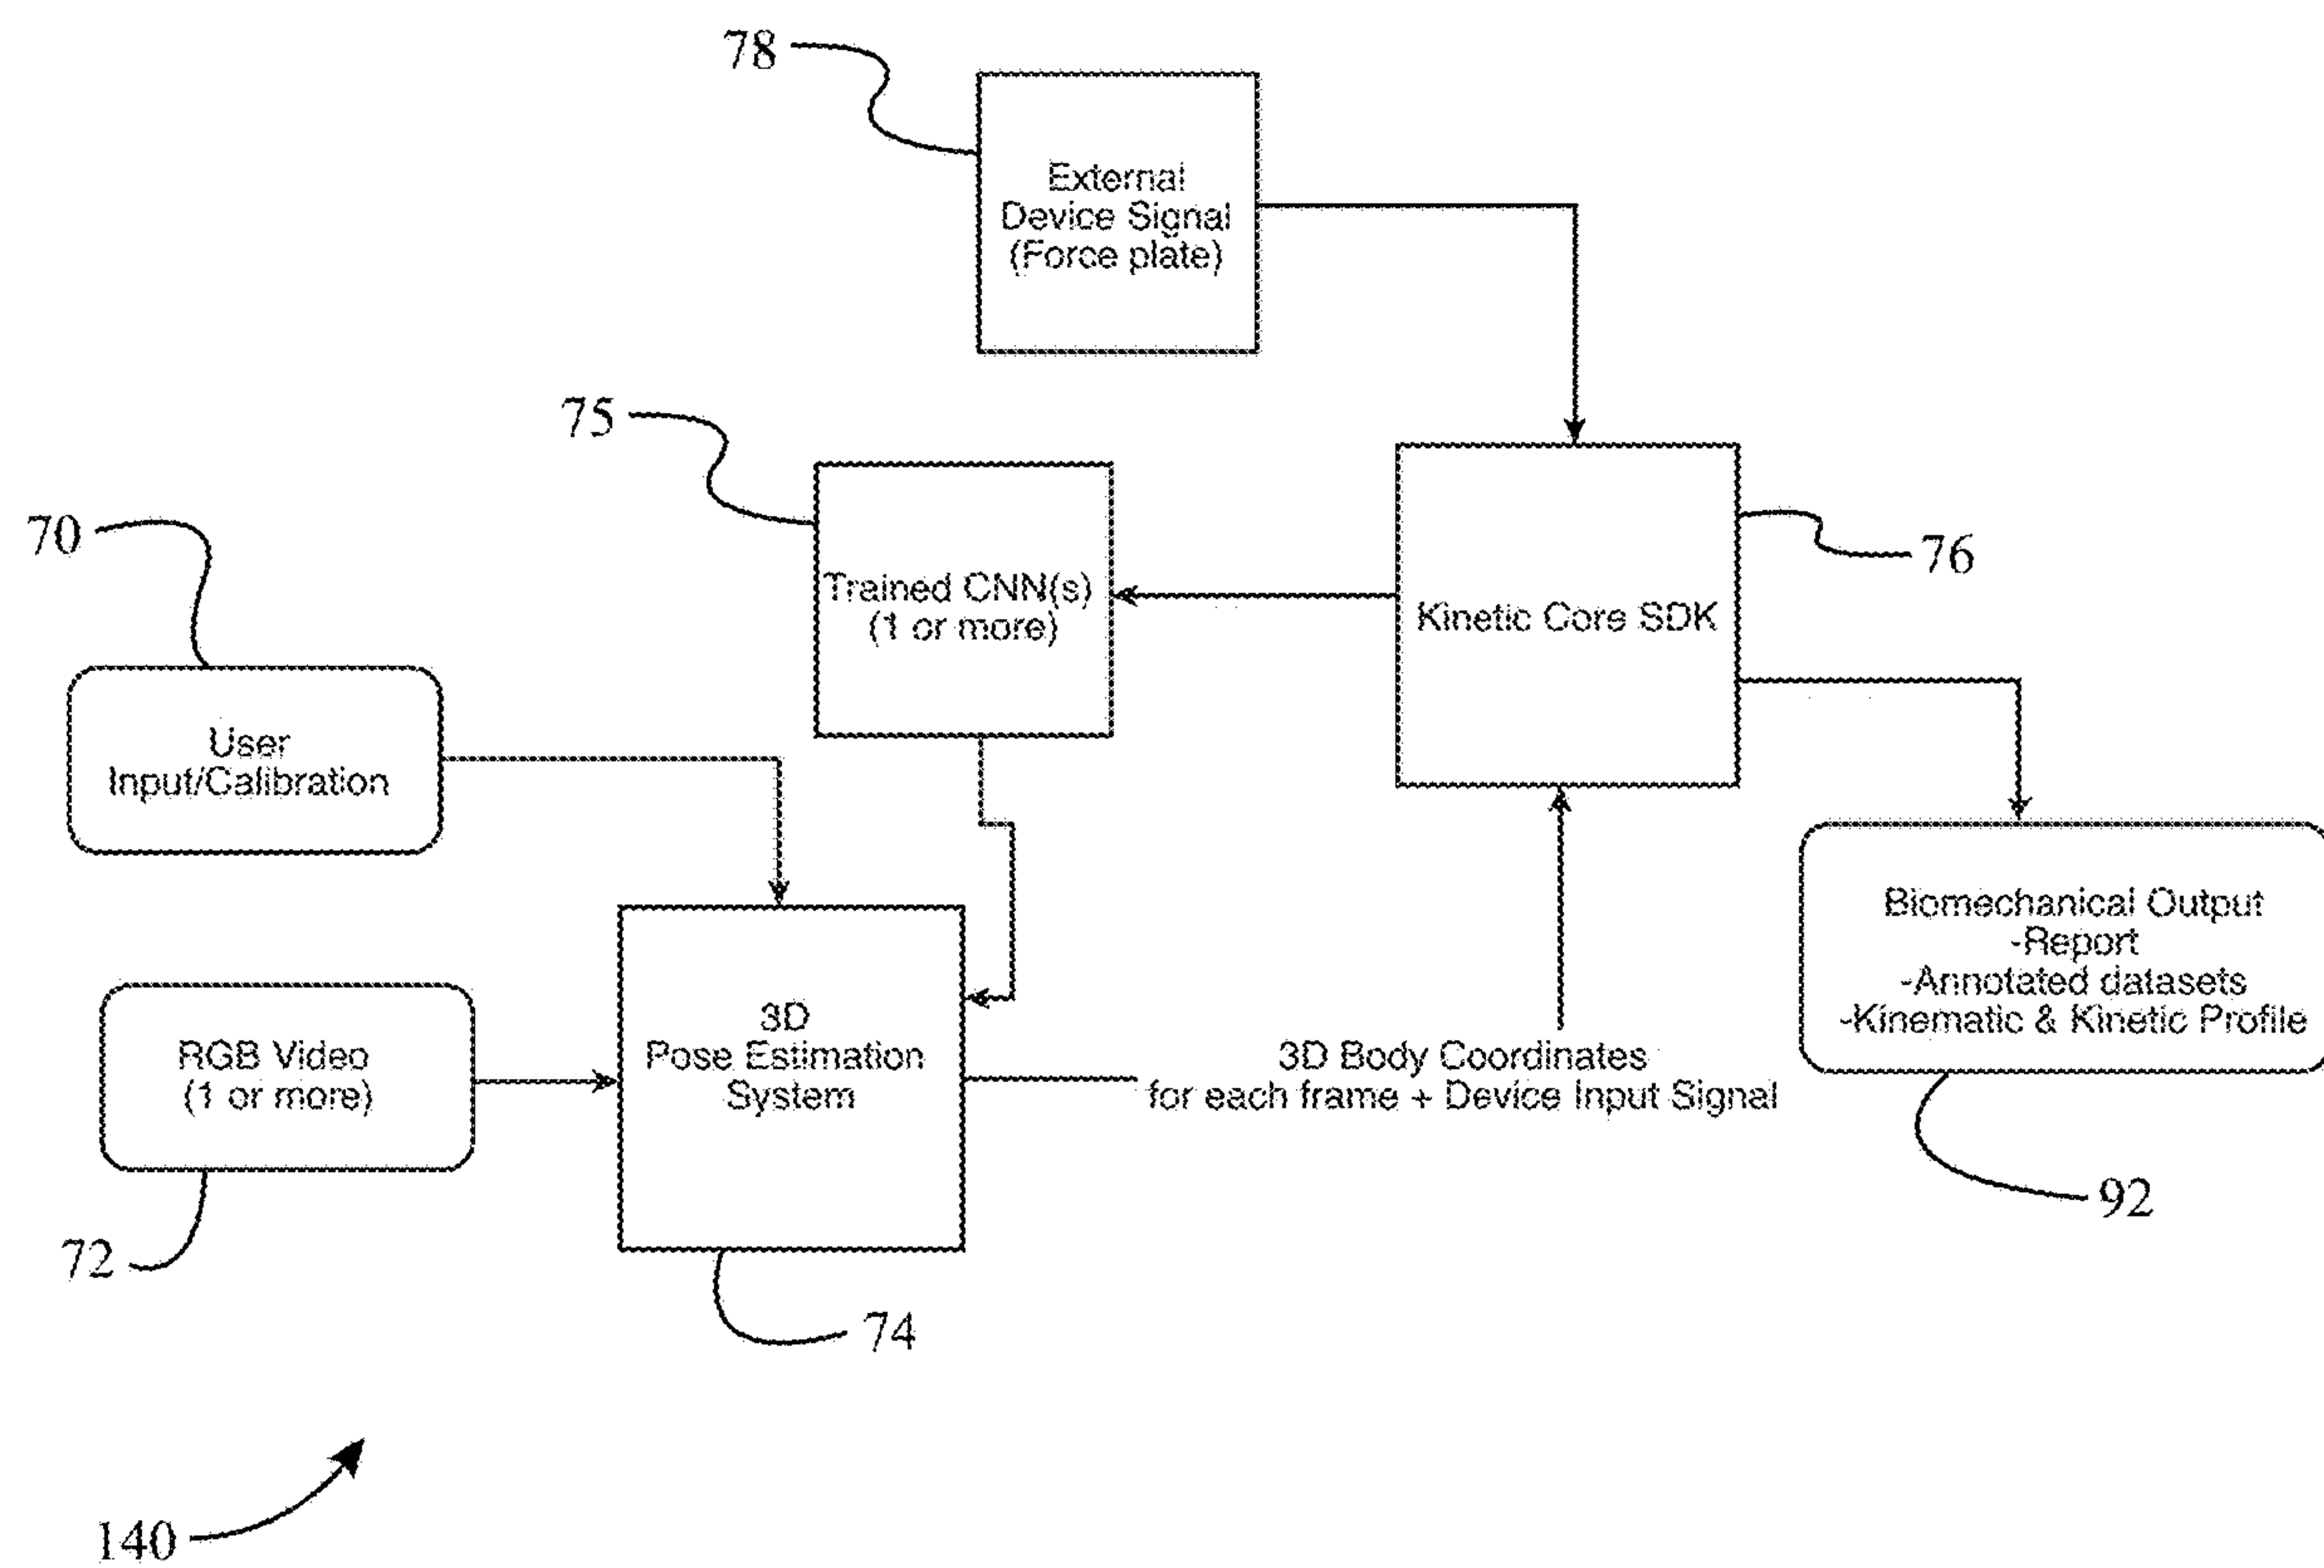 78
External
Device Signal
(Force plate)
75
Trained CNN(s)
(1 or more)
Kinetic Core SDK
76
70
User
Input/Calibration
RGB Video
(1 or more)
72
3D
Pose Estimation
System
74
3D Body Coordinates
for each frame + Device Input Signal
Biomechanical Output
-Report
-Annotated datasets
-Kinematic & Kinetic Profile
92
140